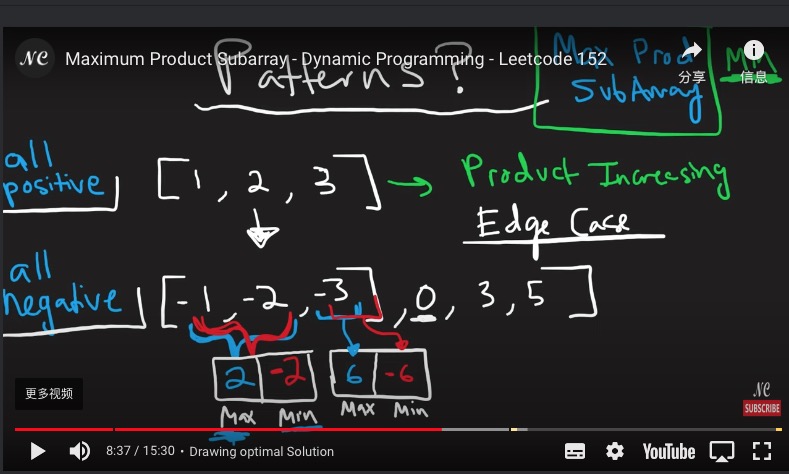 NC Maximum Product Subarray - Dynamic Programming - Leetcode 152
分享
信息
Patterns?
Max Prod
SubArray
all
positive
[1, 2, 3] → Product Increasing
Edge Case
all
negative
[-1, -2, -3], 0, 3, 5]
2 -2 6 -6
Max Min Max Min
更多视频
NC
SUBSCRIBE
8:37 / 15:30 • Drawing optimal Solution
YouTube